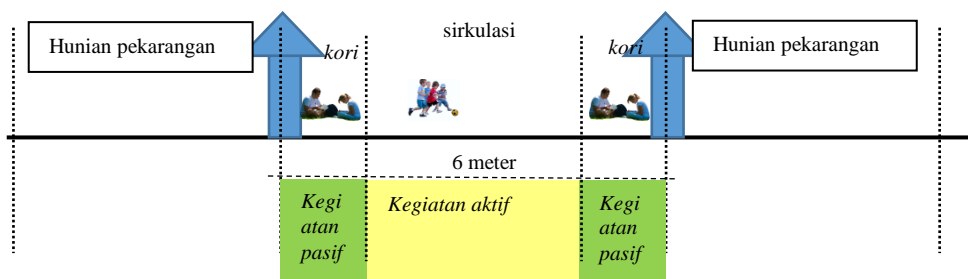 Hunian pekarangan
kori
sirkulasi
kori
Hunian pekarangan
6 meter
Kegi
atan
pasif
Kegiatan aktif
Kegi
atan
pasif